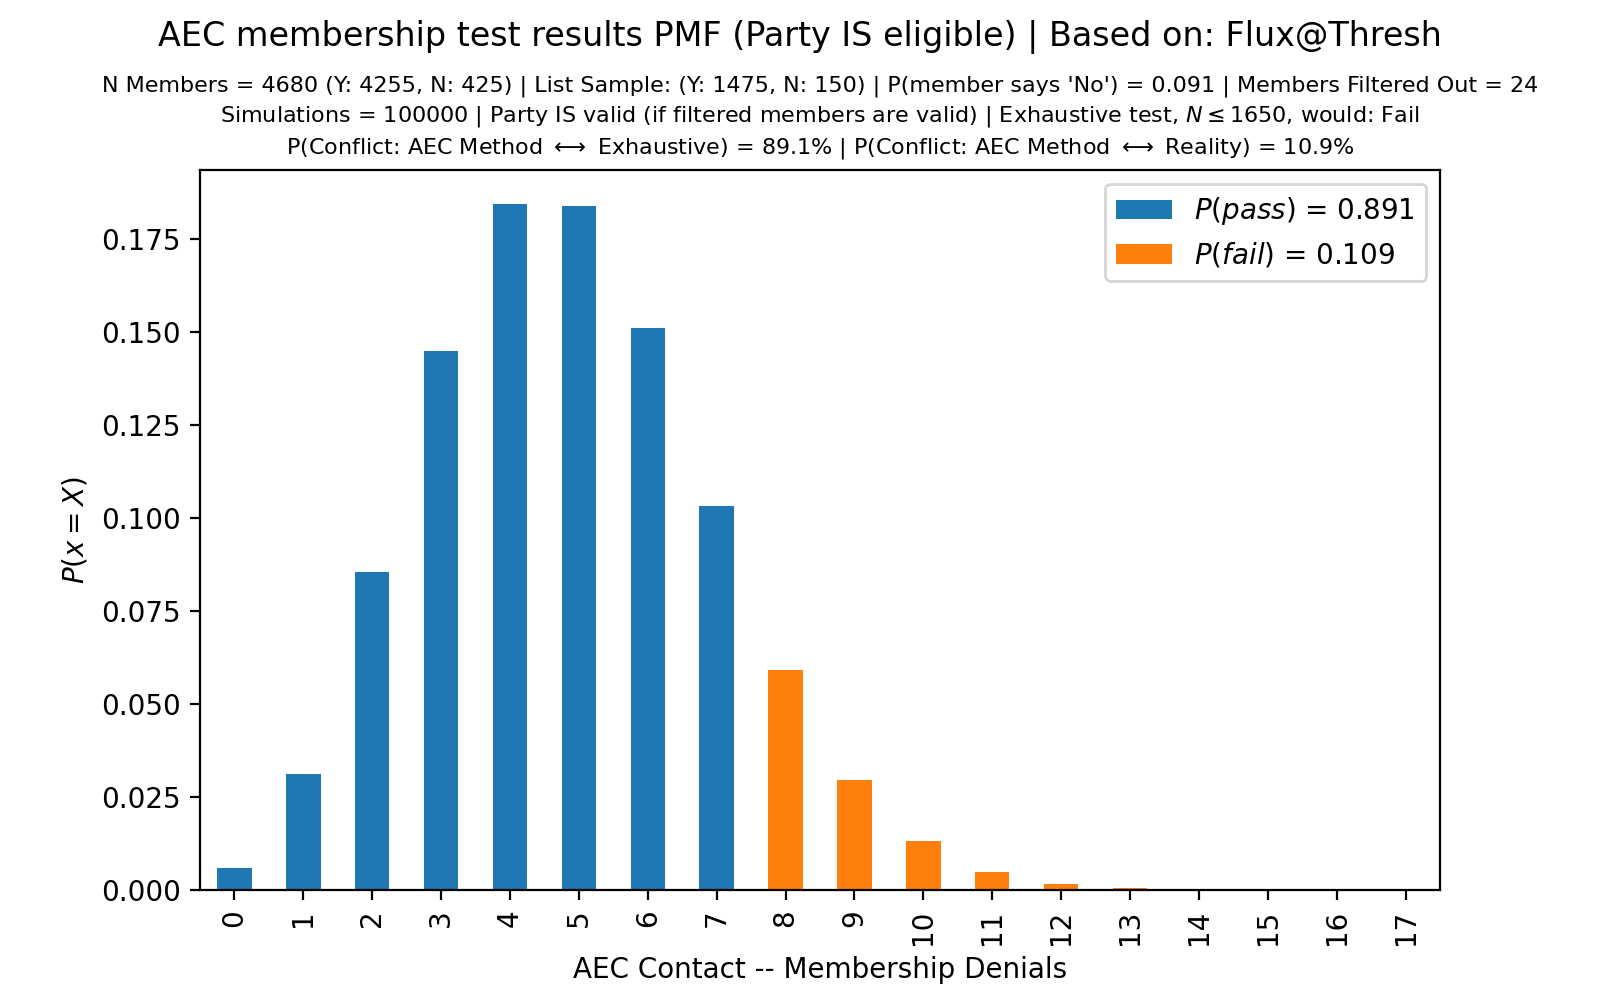 AEC membership test results PMF (Party IS eligible) | Based on: Flux@Thresh
N Members = 4680 (Y: 4255, N: 425) | List Sample: (Y: 1475, N: 150) | P(member says 'No') = 0.091 | Members Filtered Out = 24
Simulations = 100000 | Party IS valid (if filtered members are valid) | Exhaustive test, N ≤ 1650, would: Fail
P(Conflict: AEC Method ⟷ Exhaustive) = 89.1% | P(Conflict: AEC Method ⟷ Reality) = 10.9%
P(pass) = 0.891
P(fail) = 0.109
0.175
0.150
0.125
0.100
0.075
0.050
0.025
0.000
P(x = X)
0 1 2 3 4 5 6 7 8 9 10 11 12 13 14 15 16 17
AEC Contact -- Membership Denials